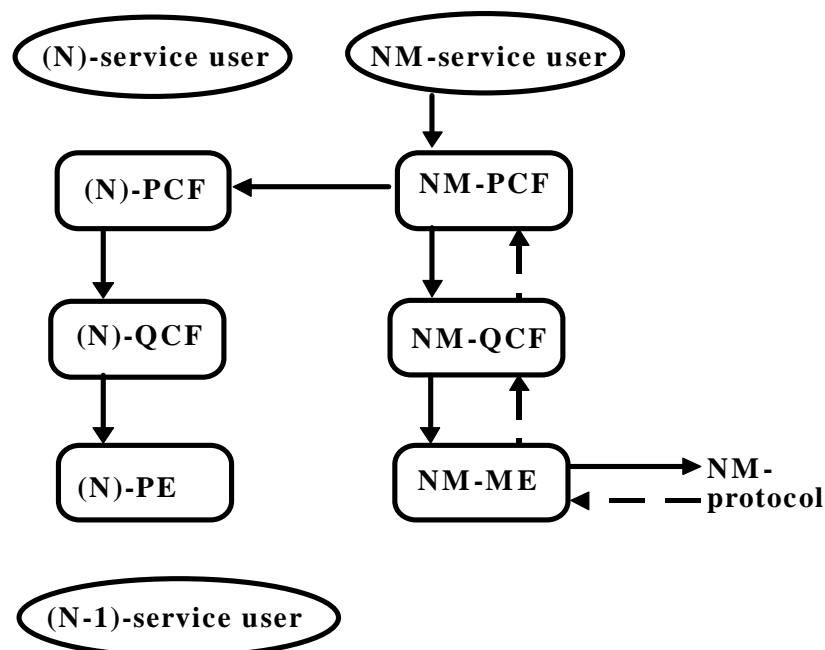 (N)-service user
NM-service user
(N)-PCF
NM-PCF
(N)-QCF
NM-QCF
(N)-PE
NM-ME
NM-
protocol
(N-1)-service user